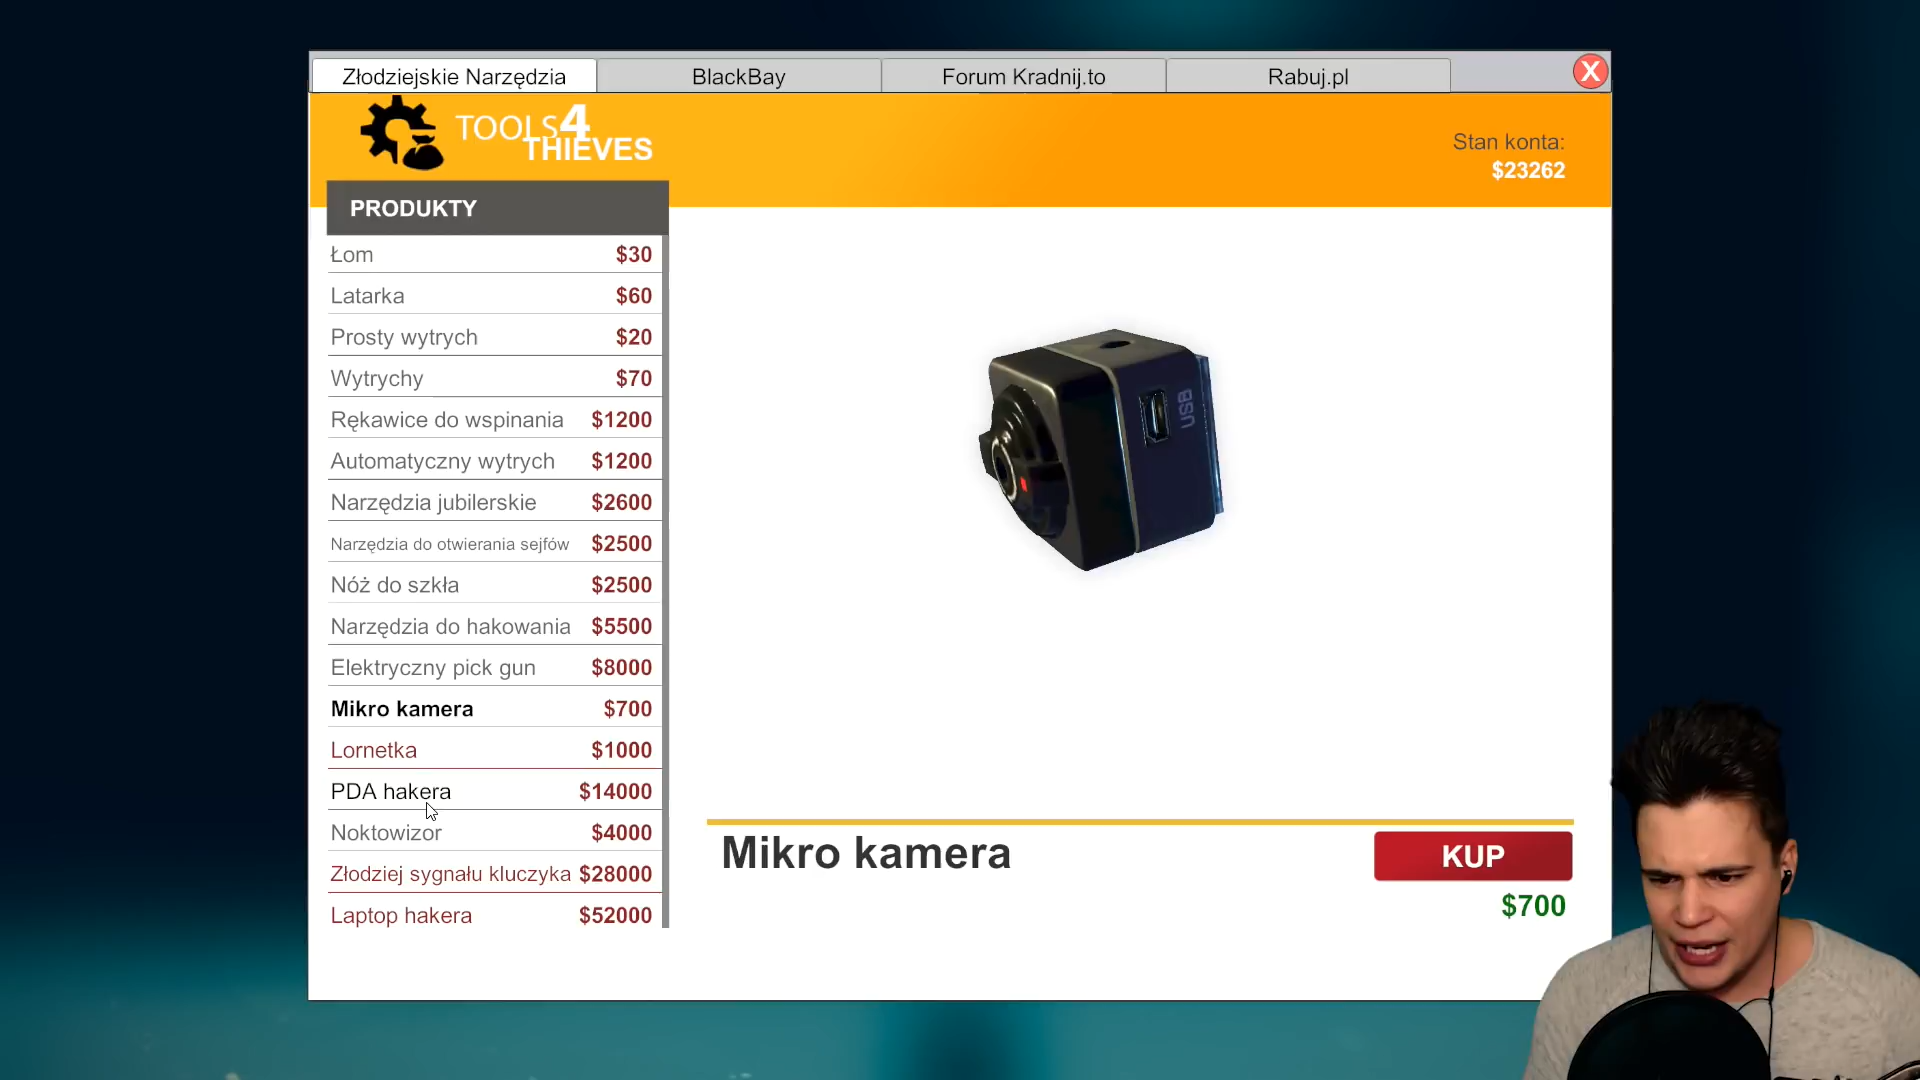 Złodziejskie Narzędzia
BlackBay
Forum Kradnij.to
Rabuj.pl
X
TOOLS4
THIEVES
Stan konta:
$23262
PRODUKTY
Łom $30
Latarka $60
Prosty wytrych $20
Wytrychy $70
Rękawice do wspinania $1200
Automatyczny wytrych $1200
Narzędzia jubilerskie $2600
Narzędzia do otwierania sejfów $2500
Nóż do szkła $2500
Narzędzia do hakowania $5500
Elektryczny pick gun $8000
Mikro kamera $700
Lornetka $1000
PDA hakera $14000
Noktowizor $4000
Złodziej sygnału kluczyka $28000
Laptop hakera $52000
USB
Mikro kamera
KUP
$700